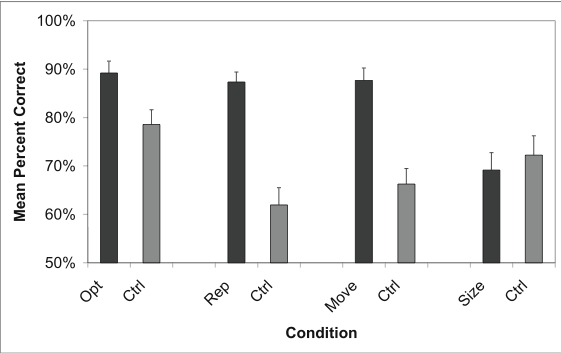 100%
90%
80%
70%
60%
50%
Mean Percent Correct
Opt Ctrl Rep Ctrl Move Ctrl Size Ctrl
Condition